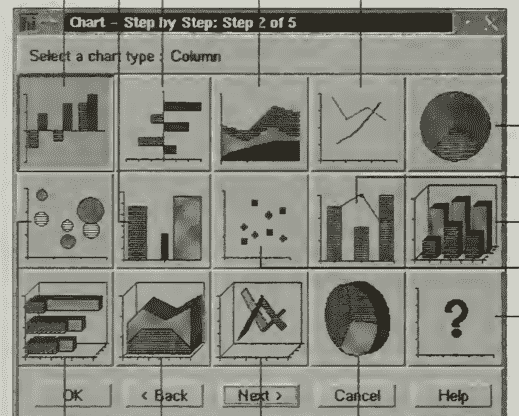 Chart - Step by Step: Step 2 of 5
Select a chart type : Column
?
OK < Back Next > Cancel Help